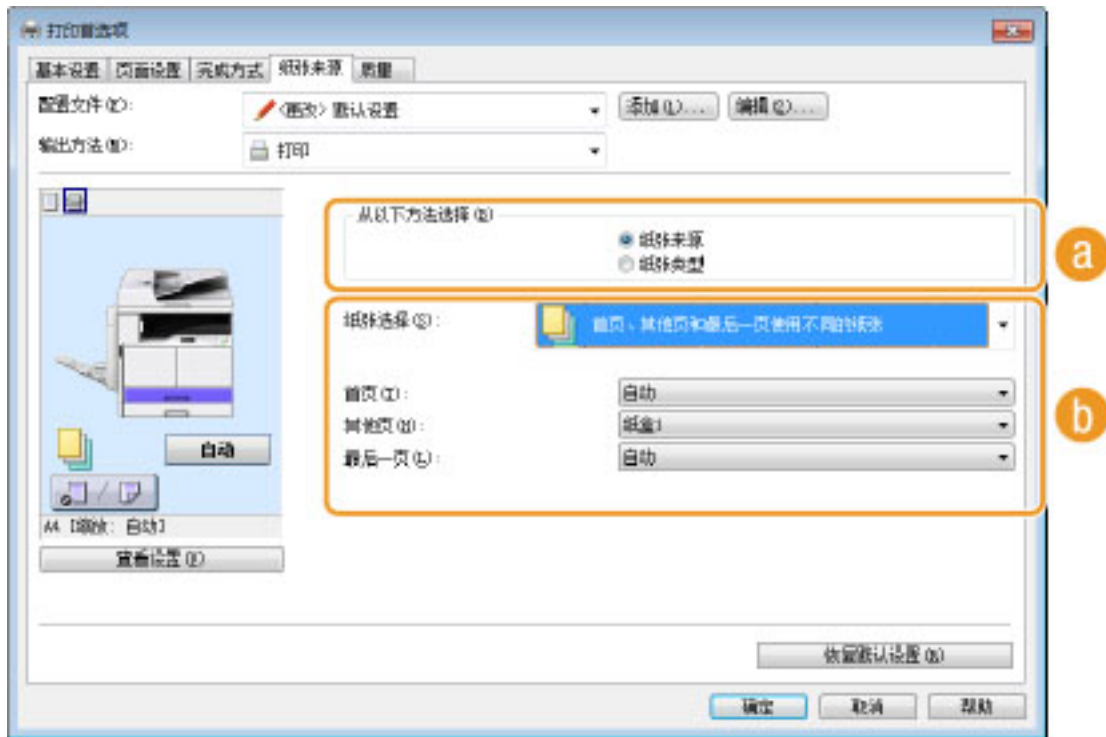 打印首选项
基本设置 页面设置 完成方式 纸张来源 质量
配置文件(F): <更改> 默认设置 添加(1)... 编辑(2)...
输出方法(M): 打印
从以下方法选择(B)
纸张来源
纸张类型
a
纸张选择(S): 首页、其他页和最后一页使用不同的纸张
首页(T): 自动
其他页(H): 纸盒1
最后一页(L): 自动
b
自动
A4 [缩放: 自动]
查看设置(V)
恢复默认设置(R)
确定 取消 帮助